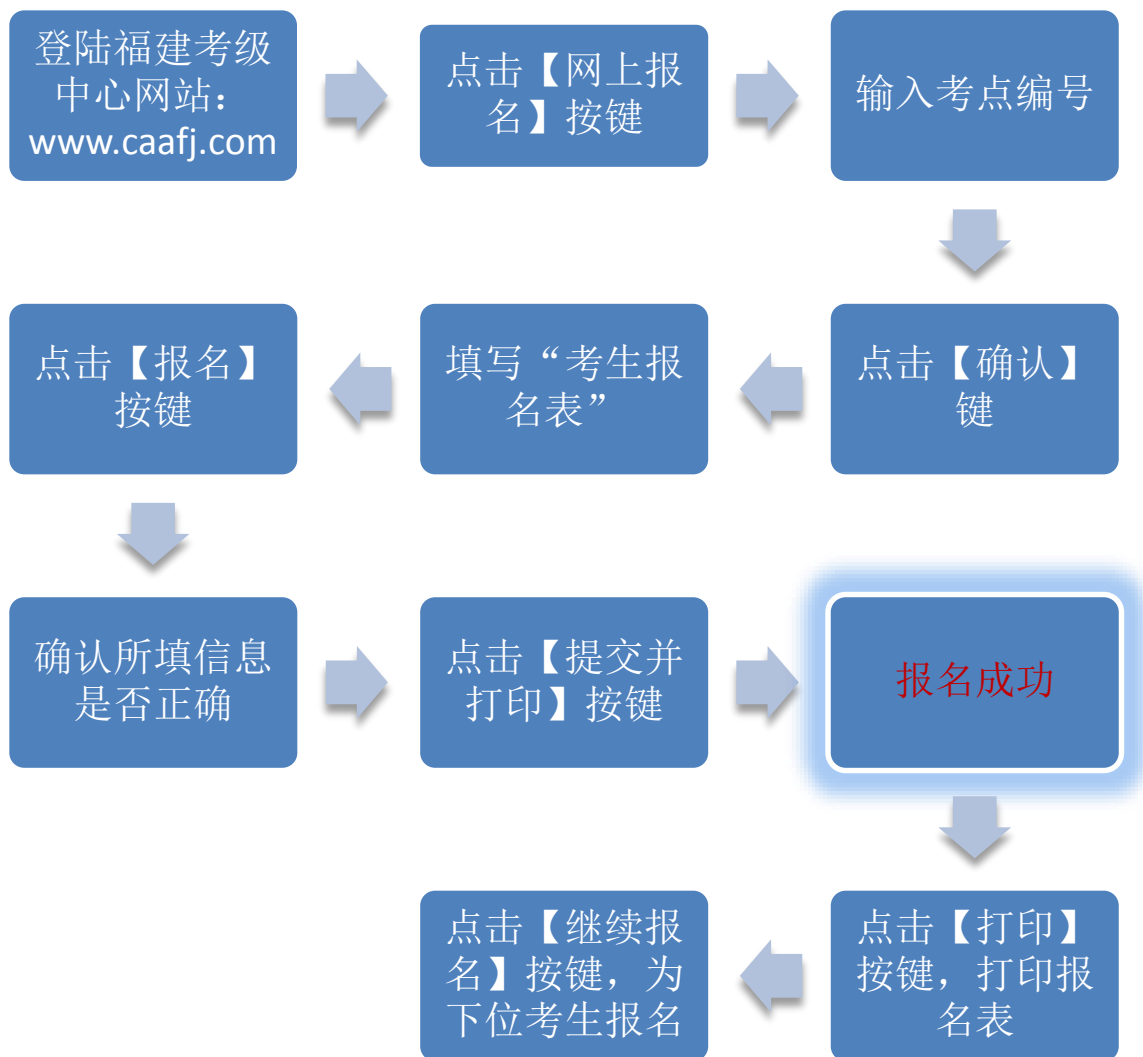 登陆福建考级
中心网站：
www.caafj.com
点击【网上报
名】按键
输入考点编号
点击【确认】
键
填写“考生报
名表”
点击【报名】
按键
确认所填信息
是否正确
点击【提交并
打印】按键
报名成功
点击【打印】
按键，打印报
名表
点击【继续报
名】按键，为
下位考生报名